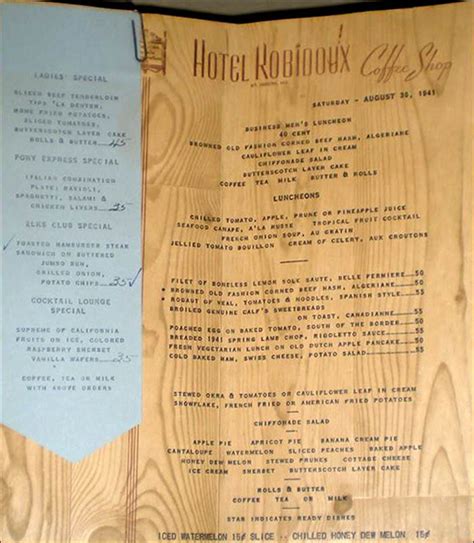 HOTEL ROBIDOUX Coffee Shop
ST. JOSEPH, MO.
SATURDAY - AUGUST 30, 1941
BUSINESS MEN'S LUNCHEON
40 CENT
BROWNED OLD FASHION CORNED BEEF HASH, ALGERIANE
CAULIFLOWER LEAF IN CREAM
CHIFFONADE SALAD
BUTTERSCOTCH LAYER CAKE
COFFEE TEA MILK BUTTER & ROLLS
LUNCHEONS
CHILLED TOMATO, APPLE, PRUNE OR PINEAPPLE JUICE
SEAFOOD CANAPE, A'LA RUSSE TROPICAL FRUIT COCKTAIL
FRENCH ONION SOUP, AU GRATIN
JELLIED TOMATO BOUILLON CREAM OF CELERY, AUX CROUTONS
FILET OF BONELESS LEMON SOLE SAUTE, BELLE FERMIERE 50
* BROWNED OLD FASHION CORNED BEEF HASH, ALGERIANE 50
* RAGOUT OF VEAL, TOMATOES & NOODLES, SPANISH STYLE 55
BROILED GENUINE CALF'S SWEETBREADS
ON TOAST, CANADIANNE 55
POACHED EGG ON BAKED TOMATO, SOUTH OF THE BORDER 50
BREADED 1941 SPRING LAMB CHOP, RIGOLETTO SAUCE 55
FRESH VEGETARIAN LUNCH ON OLD DUTCH APPLE PANCAKE 50
COLD BAKED HAM, SWISS CHEESE, POTATO SALAD 55
STEWED OKRA & TOMATOES OR CAULIFLOWER LEAF IN CREAM
SNOWFLAKE, FRENCH FRIED OR AMERICAN FRIED POTATOES
CHIFFONADE SALAD
APPLE PIE APRICOT PIE BANANA CREAM PIE
CANTALOUPE WATERMELON SLICED PEACHES BAKED APPLE
HONEY DEW MELON STEWED PRUNES COTTAGE CHEESE
ICE CREAM SHERBET BUTTERSCOTCH LAYER CAKE
ROLLS & BUTTER
COFFEE TEA OR MILK
STAR INDICATES READY DISHES
ICED WATERMELON 15¢ SLICE -- CHILLED HONEY DEW MELON 15¢
LADIES' SPECIAL
SLICED BEEF TENDERLOIN
TIPS 'LA DENVER,
HOME FRIED POTATOES,
SLICED TOMATOES,
BUTTERSCOTCH LAYER CAKE
ROLLS & BUTTER 45
PONY EXPRESS SPECIAL
ITALIAN COMBINATION
PLATE: RAVIOLI,
SPAGHETTI, SALAMI &
CHICKEN LIVERS 35
ELKS CLUB SPECIAL
TOASTED HAMBURGER STEAK
SANDWICH ON BUTTERED
JUMBO BUN,
CHILLED ONION,
POTATO CHIPS 35
COCKTAIL LOUNGE
SPECIAL
SUPREME OF CALIFORNIA
FRUITS ON ICE, COLORED
RASPBERRY SHERBET
VANILLA WAFERS 35
COFFEE, TEA OR MILK
WITH ABOVE ORDERS